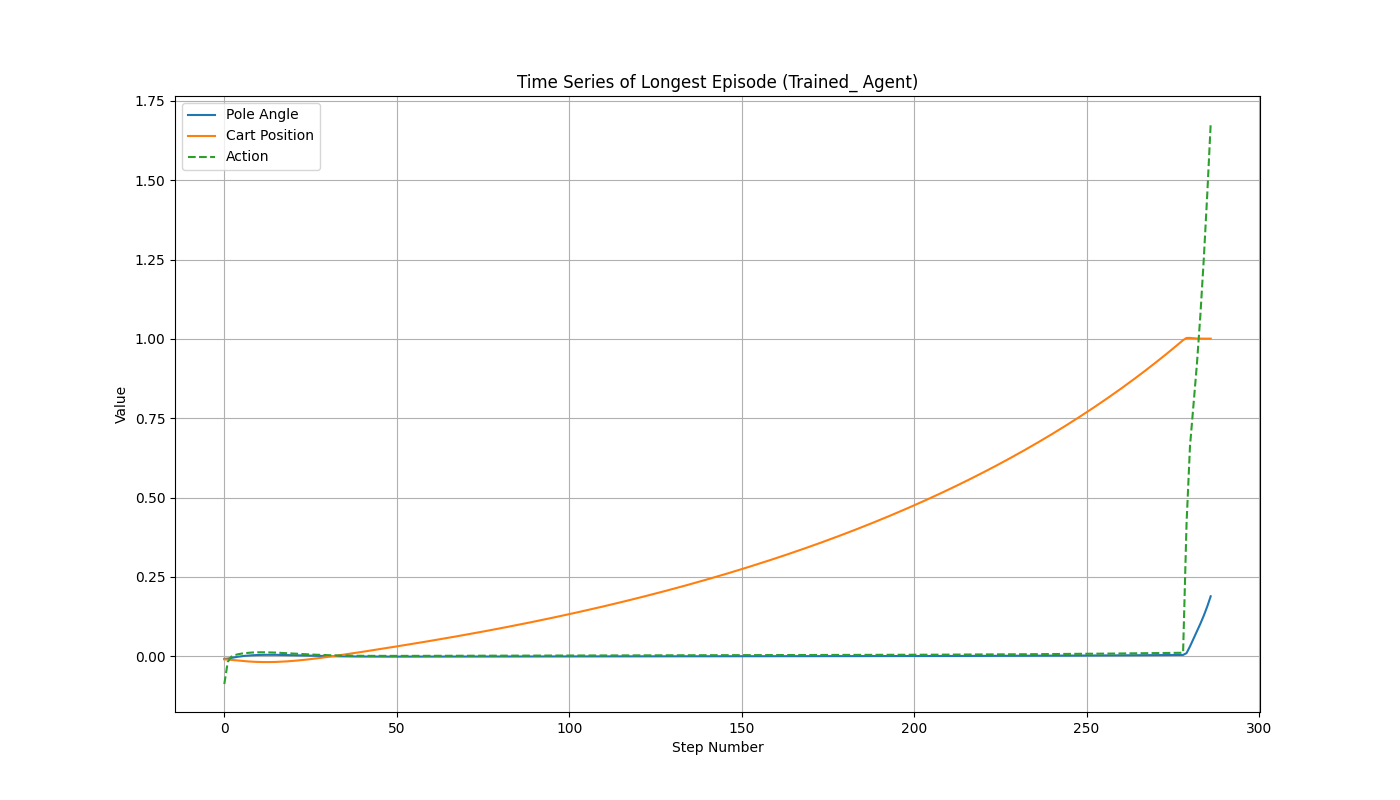 Time Series of Longest Episode (Trained_ Agent)
Pole Angle
Cart Position
Action
1.75
1.50
1.25
1.00
0.75
0.50
0.25
0.00
Value
0 50 100 150 200 250 300
Step Number